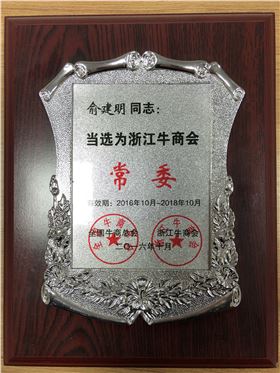 俞建明同志：
当选为浙江牛商会
常委
有效期：2016年10月~2018年10月
全国牛商总会 浙江牛商会
二〇一六年十月